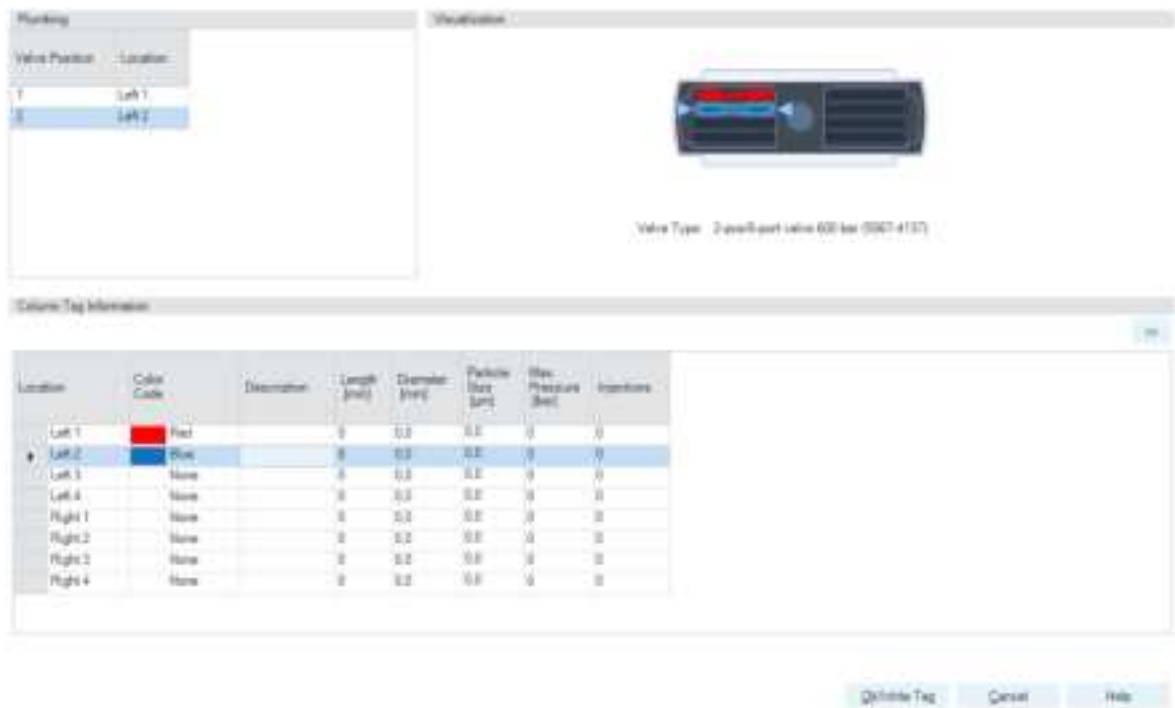 Plumbing
Visualization
Valve Position Location
1 Left 1
2 Left 2
Valve Type: 2-pos/6-port valve 600 bar (5067-4137)
Column Tag Information
Location Color Code Description Length [mm] Diameter [mm] Particle Size [µm] Max. Pressure [bar] Injections
Left 1 Red 0 0.0 0.0 0 0
Left 2 Blue 0 0.0 0.0 0 0
Left 3 None 0 0.0 0.0 0 0
Left 4 None 0 0.0 0.0 0 0
Right 1 None 0 0.0 0.0 0 0
Right 2 None 0 0.0 0.0 0 0
Right 3 None 0 0.0 0.0 0 0
Right 4 None 0 0.0 0.0 0 0
Tag Cancel Help